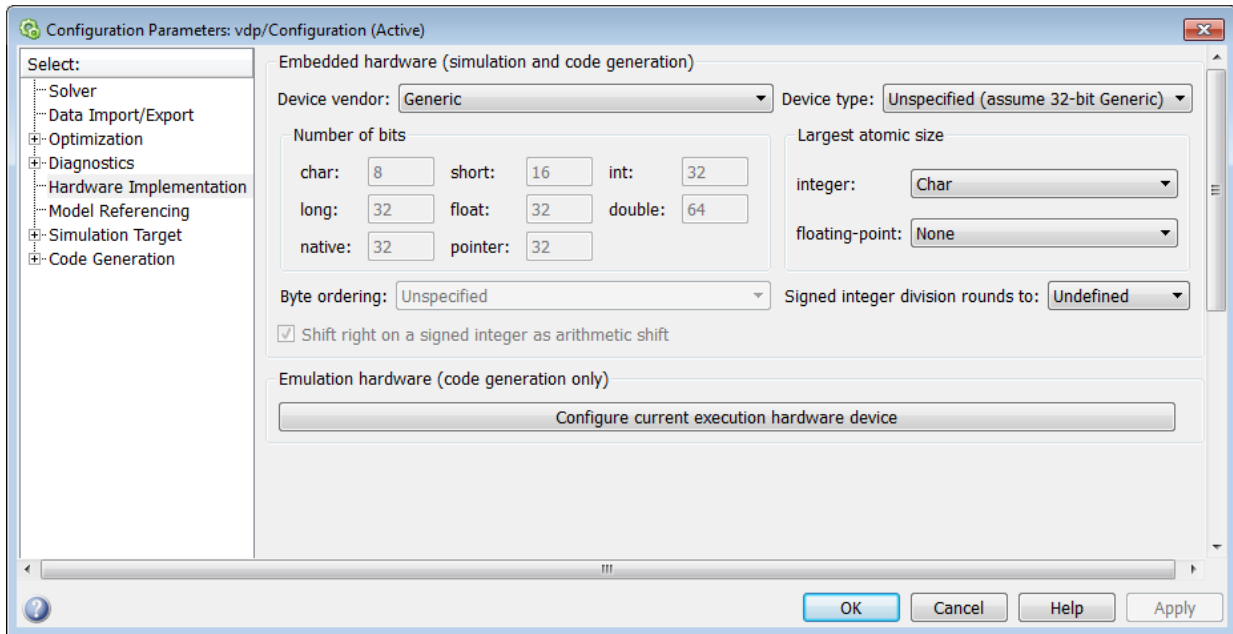 Configuration Parameters: vdp/Configuration (Active)
Select:
Solver
Data Import/Export
Optimization
Diagnostics
Hardware Implementation
Model Referencing
Simulation Target
Code Generation
Embedded hardware (simulation and code generation)
Device vendor: Generic Device type: Unspecified (assume 32-bit Generic)
Number of bits
char: 8 short: 16 int: 32
long: 32 float: 32 double: 64
native: 32 pointer: 32
Largest atomic size
integer: Char
floating-point: None
Byte ordering: Unspecified Signed integer division rounds to: Undefined
Shift right on a signed integer as arithmetic shift
Emulation hardware (code generation only)
Configure current execution hardware device
OK Cancel Help Apply